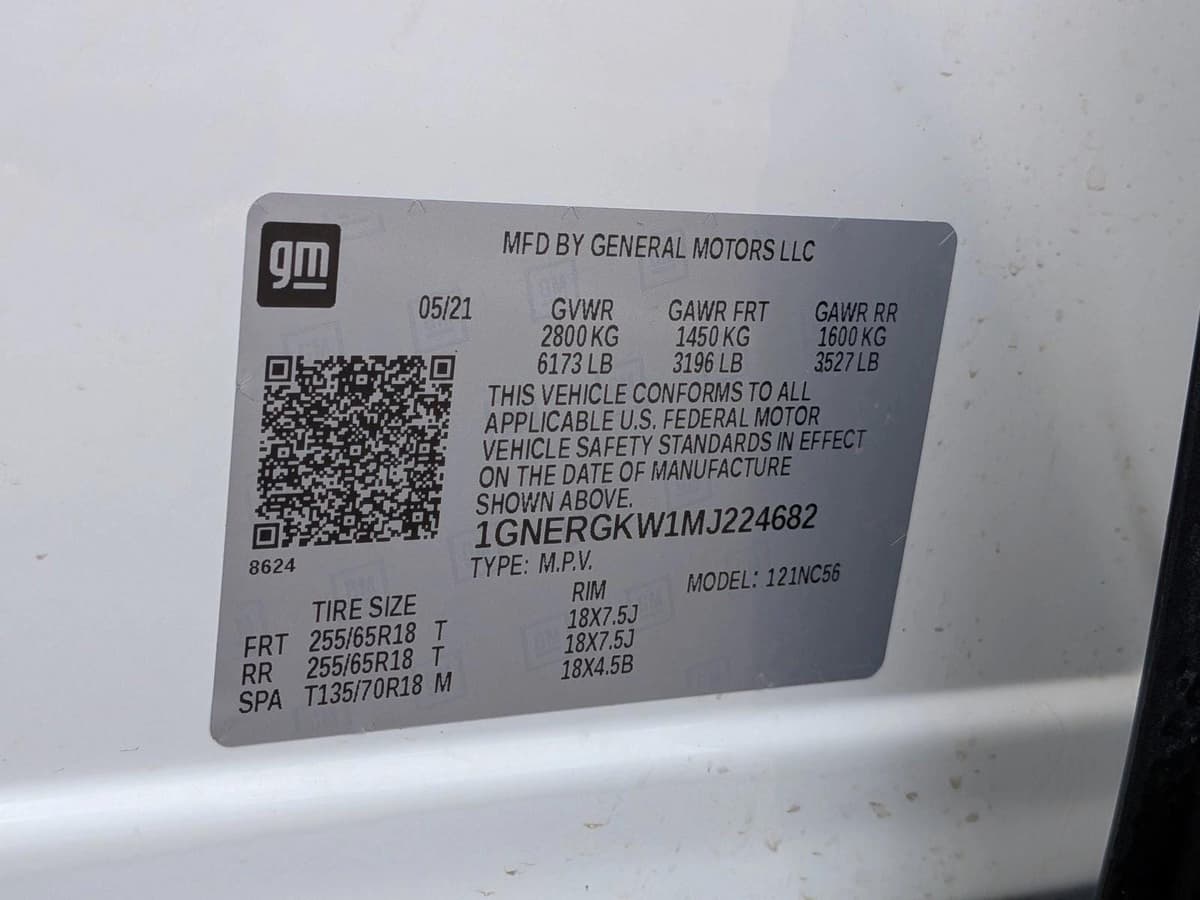 gm
MFD BY GENERAL MOTORS LLC
05/21 GVWR GAWR FRT GAWR RR
2800 KG 1450 KG 1600 KG
6173 LB 3196 LB 3527 LB
THIS VEHICLE CONFORMS TO ALL
APPLICABLE U.S. FEDERAL MOTOR
VEHICLE SAFETY STANDARDS IN EFFECT
ON THE DATE OF MANUFACTURE
SHOWN ABOVE.
1GNERGKW1MJ224682
8624
TYPE: M.P.V. MODEL: 121NC56
TIRE SIZE RIM
FRT 255/65R18 T 18X7.5J
RR 255/65R18 T 18X7.5J
SPA T135/70R18 M 18X4.5B